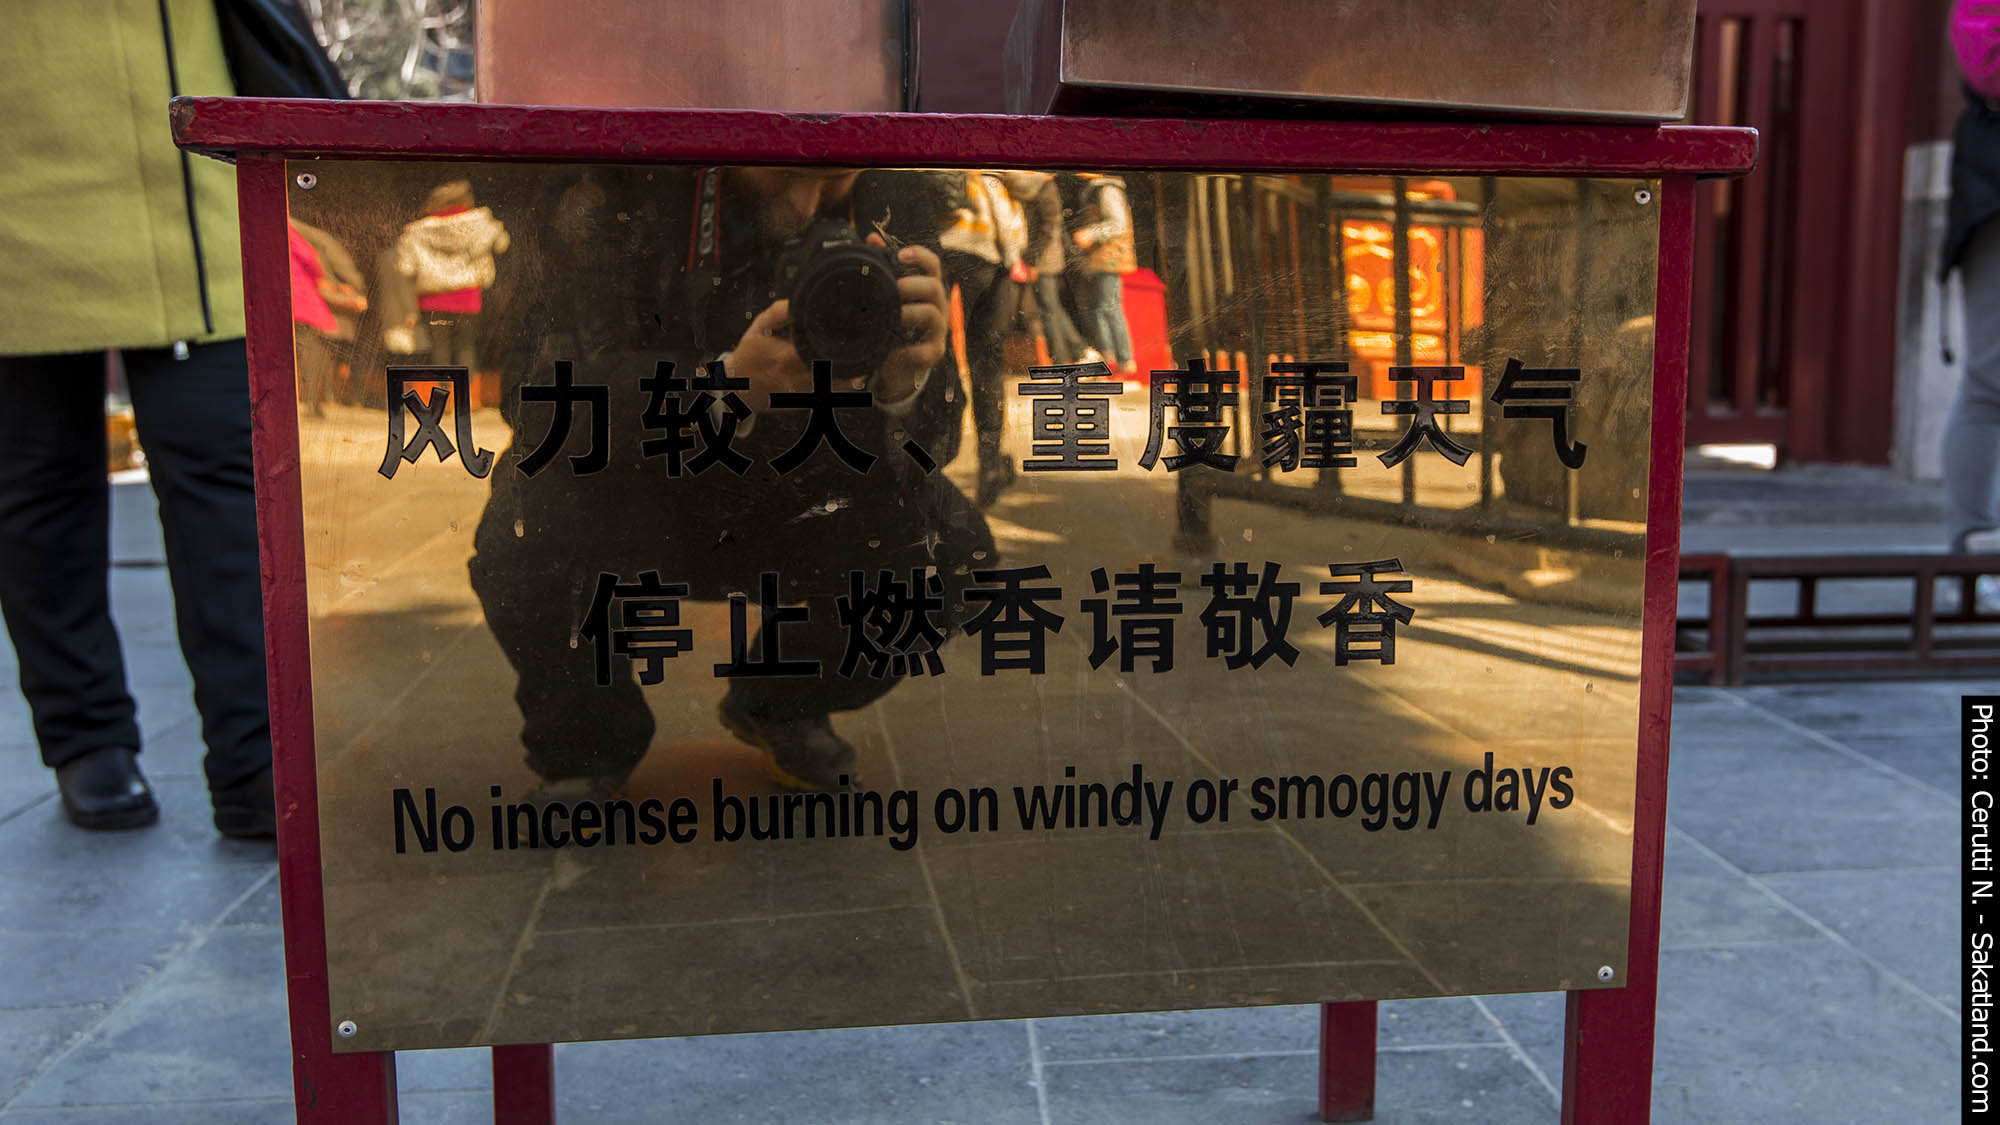 风力较大、重度霾天气
停止燃香请敬香
No incense burning on windy or smoggy days
Photo: Cerutti N. - Sakatland.com